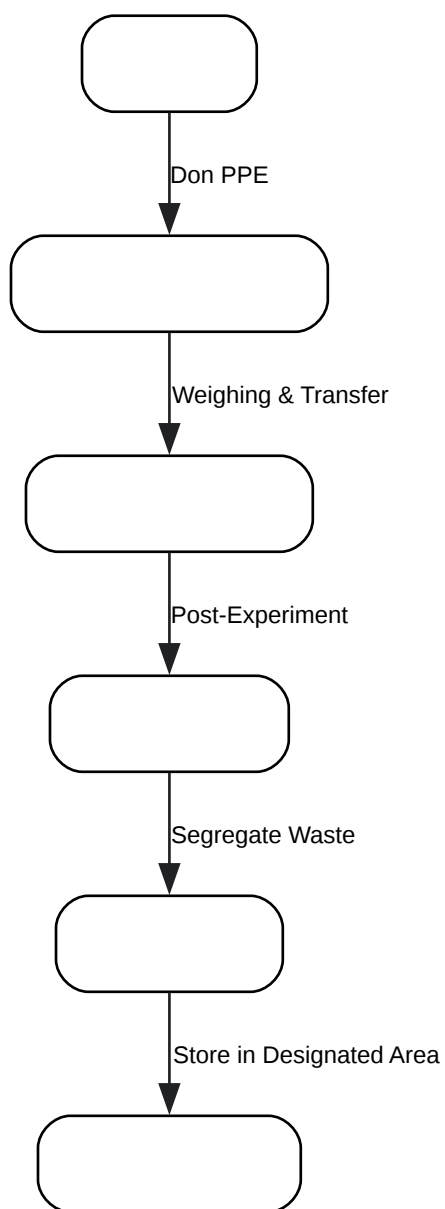 Don PPE
Weighing & Transfer
Post-Experiment
Segregate Waste
Store in Designated Area